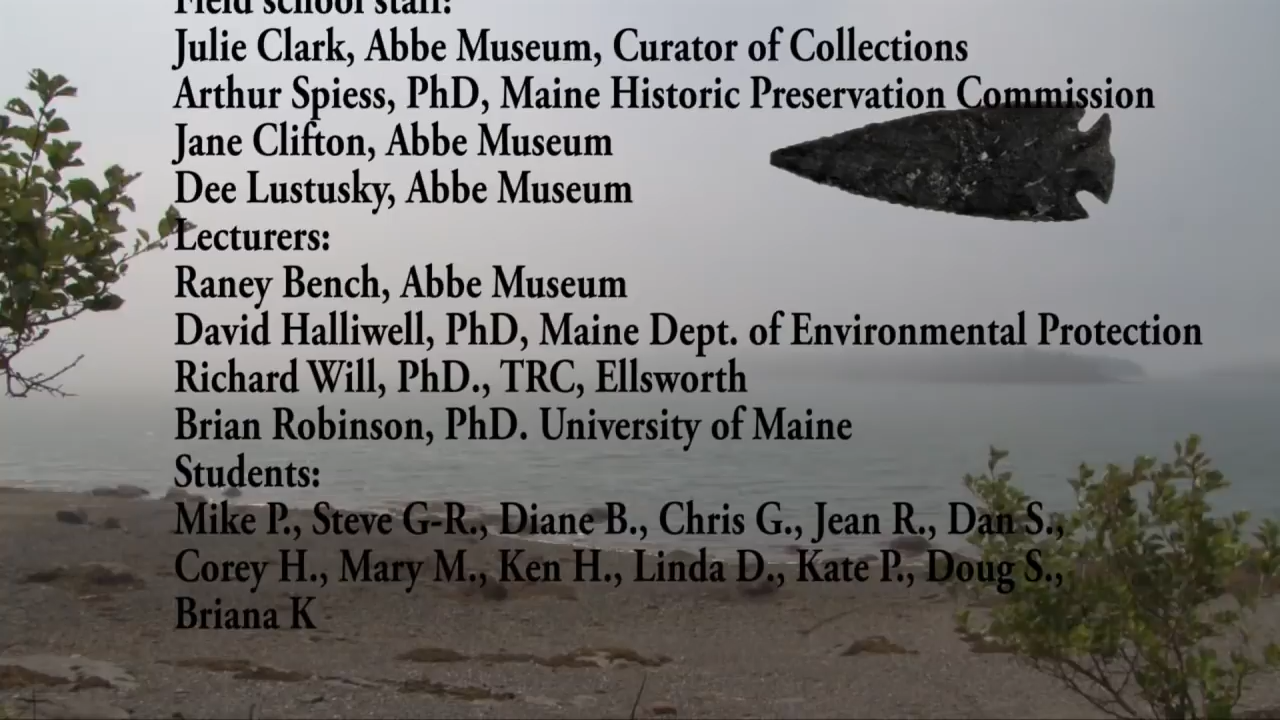 Field school staff:
Julie Clark, Abbe Museum, Curator of Collections
Arthur Spiess, PhD, Maine Historic Preservation Commission
Jane Clifton, Abbe Museum
Dee Lustusky, Abbe Museum
Lecturers:
Raney Bench, Abbe Museum
David Halliwell, PhD, Maine Dept. of Environmental Protection
Richard Will, PhD., TRC, Ellsworth
Brian Robinson, PhD. University of Maine
Students:
Mike P., Steve G-R., Diane B., Chris G., Jean R., Dan S.,
Corey H., Mary M., Ken H., Linda D., Kate P., Doug S.,
Briana K